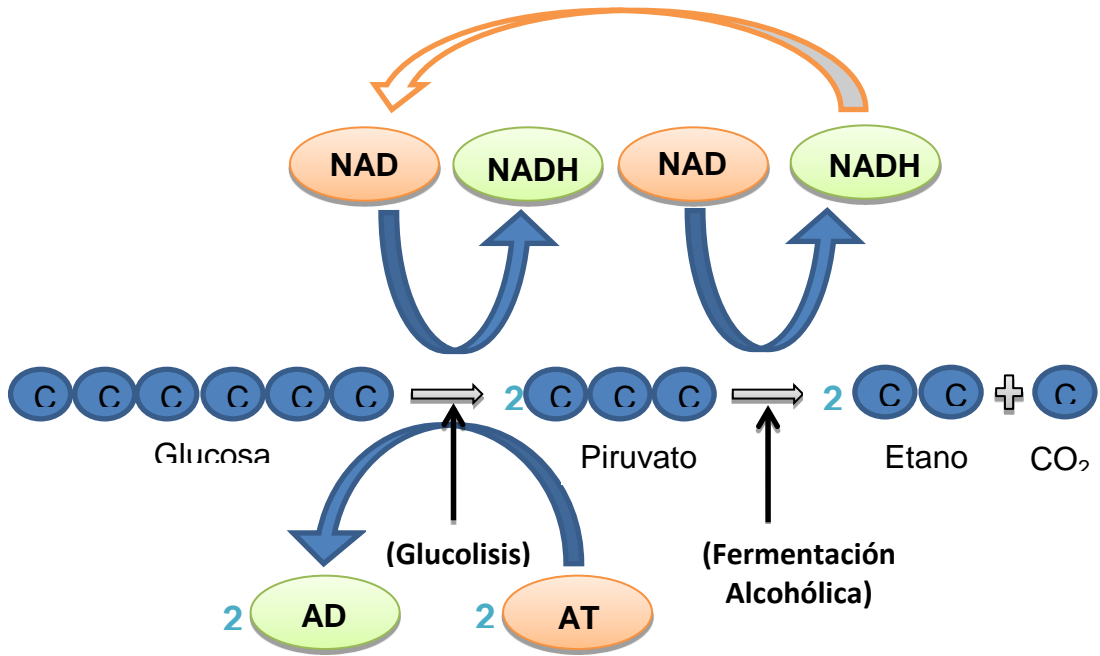 NAD NADH NAD NADH
C C C C C C 2 C C C 2 C C C
Glucosa Piruvato Etano CO₂
(Glucolisis) (Fermentación
Alcohólica)
2 AD 2 AT